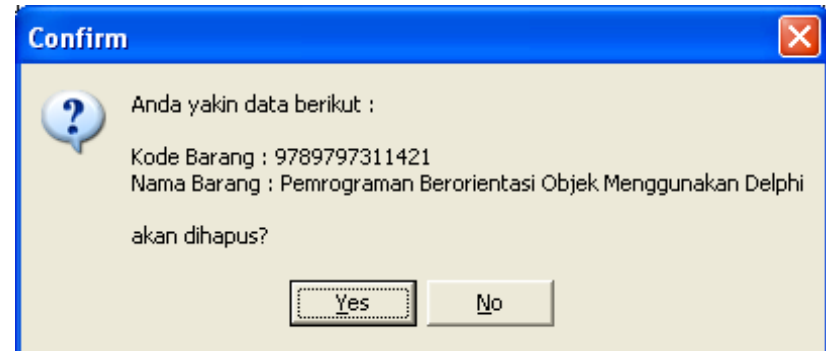 Confirm
Anda yakin data berikut :
Kode Barang : 9789797311421
Nama Barang : Pemrograman Berorientasi Objek Menggunakan Delphi
akan dihapus?
Yes
No